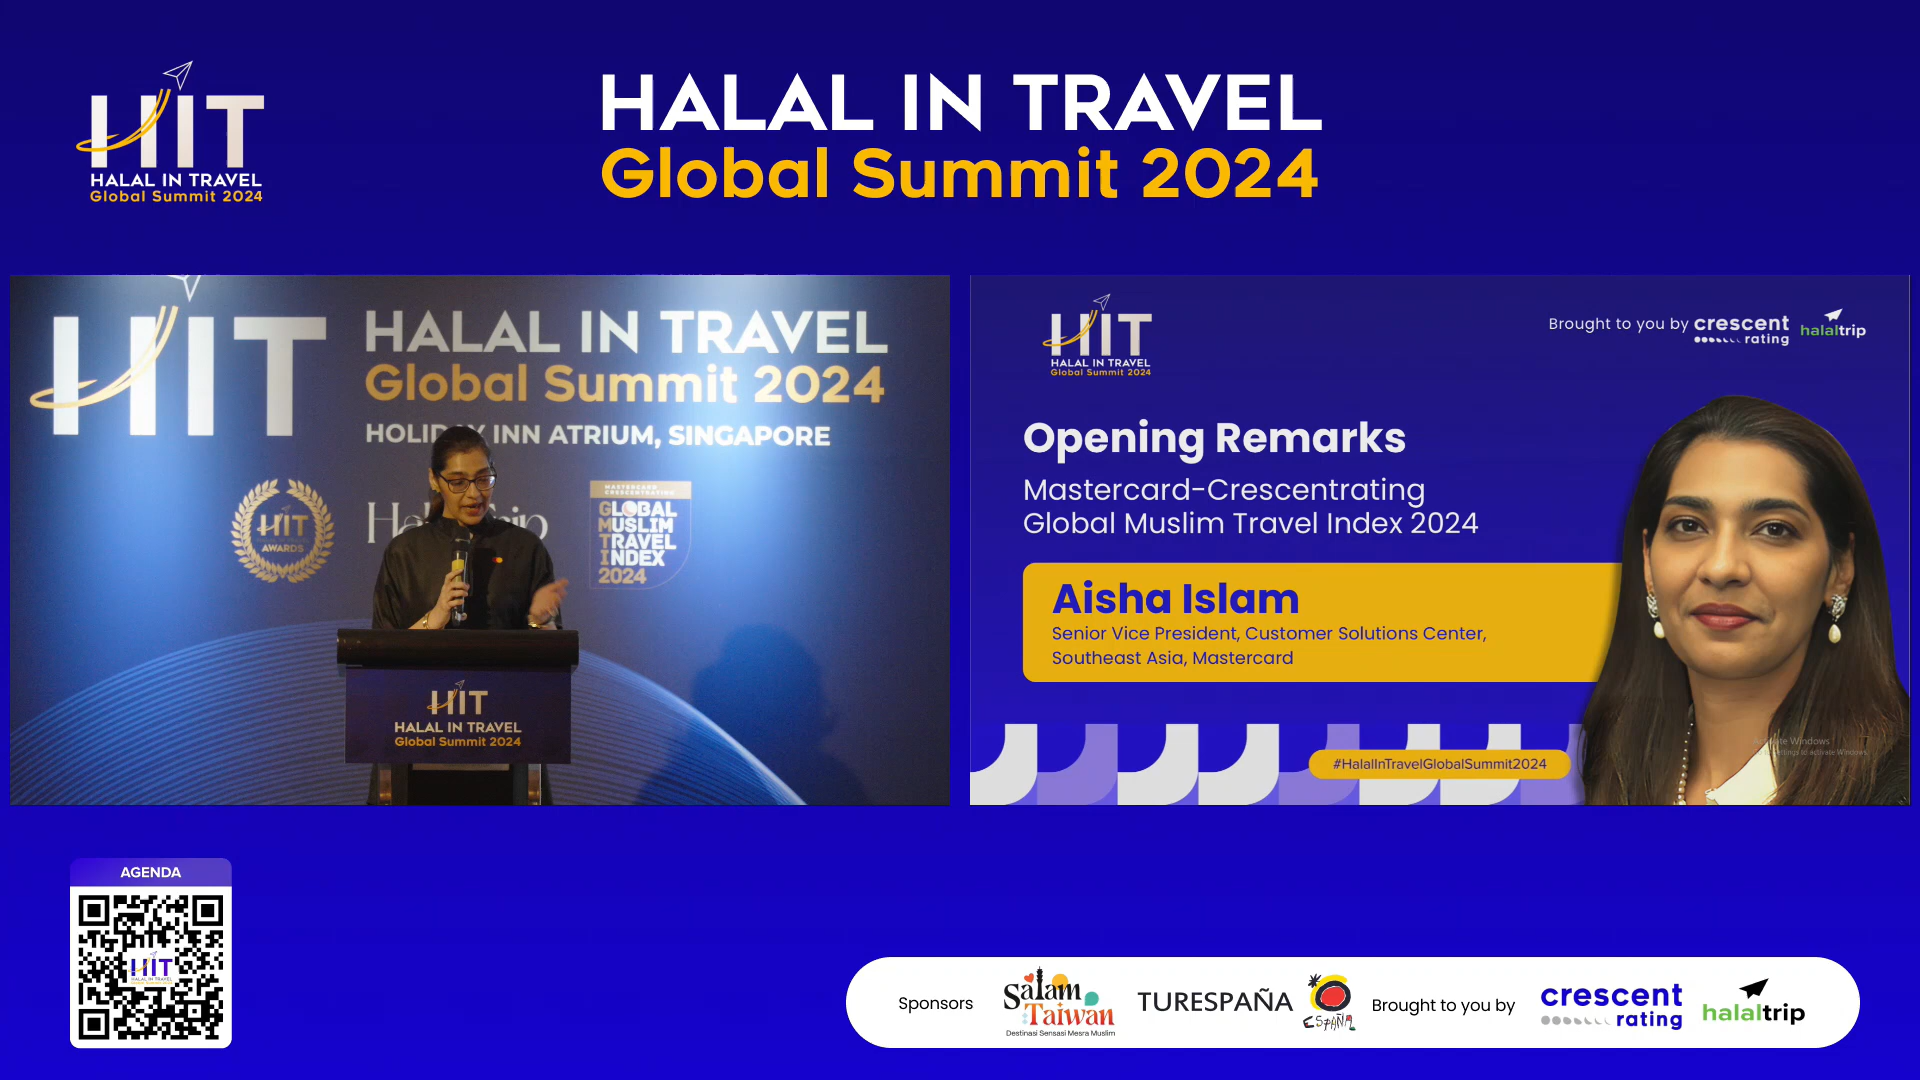 HIT
HALAL IN TRAVEL
Global Summit 2024
HALAL IN TRAVEL
Global Summit 2024
HIT
HALAL IN TRAVEL
Global Summit 2024
HOLIDAY INN ATRIUM, SINGAPORE
HIT
AWARDS
MASTERCARD
CRESCENTRATING
GLOBAL
MUSLIM
TRAVEL
INDEX
2024
HIT
HALAL IN TRAVEL
Global Summit 2024
HIT
HALAL IN TRAVEL
Global Summit 2024
Brought to you by crescent rating halaltrip
Opening Remarks
Mastercard-Crescentrating
Global Muslim Travel Index 2024
Aisha Islam
Senior Vice President, Customer Solutions Center,
Southeast Asia, Mastercard
#HalalInTravelGlobalSummit2024
AGENDA
HIT
Sponsors
Salam
Taiwan
Destinasi Sensasi Mesra Muslim
TURESPAÑA
ESPAÑA
Brought to you by
crescent
rating
halaltrip